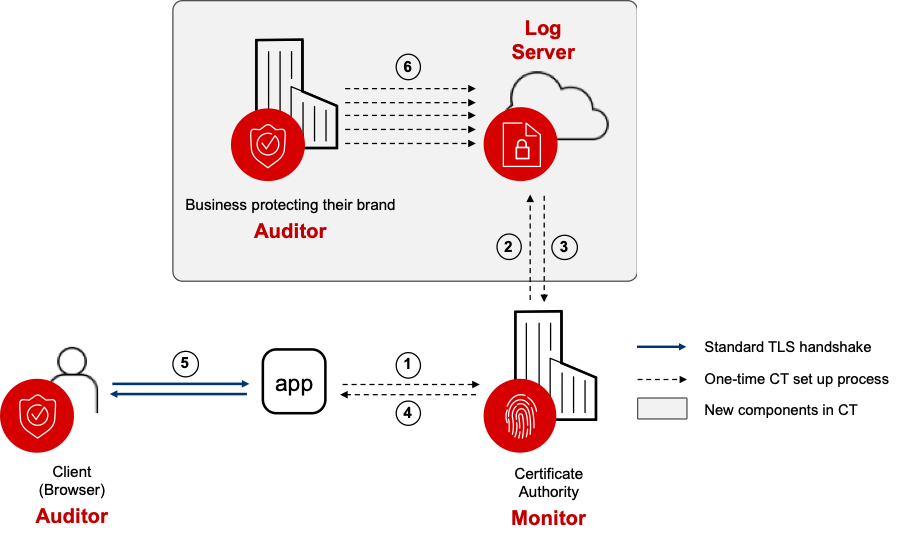 Log
Server
6
Business protecting their brand
Auditor
2
3
5
app
1
4
Standard TLS handshake
One-time CT set up process
New components in CT
Client
(Browser)
Auditor
Certificate
Authority
Monitor